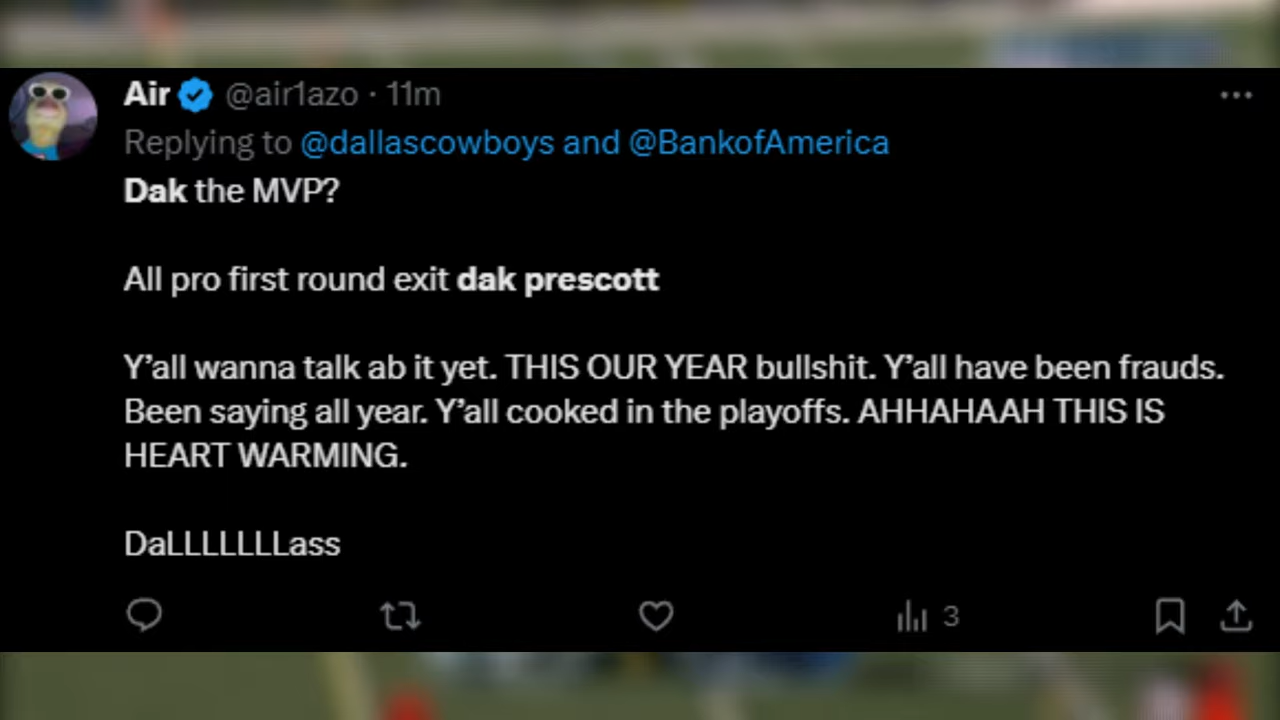 Air @air1azo · 11m
Replying to @dallascowboys and @BankofAmerica
Dak the MVP?
All pro first round exit dak prescott
Y’all wanna talk ab it yet. THIS OUR YEAR bullshit. Y’all have been frauds.
Been saying all year. Y’all cooked in the playoffs. AHHAHAAH THIS IS
HEART WARMING.
DaLLLLLLLass
3